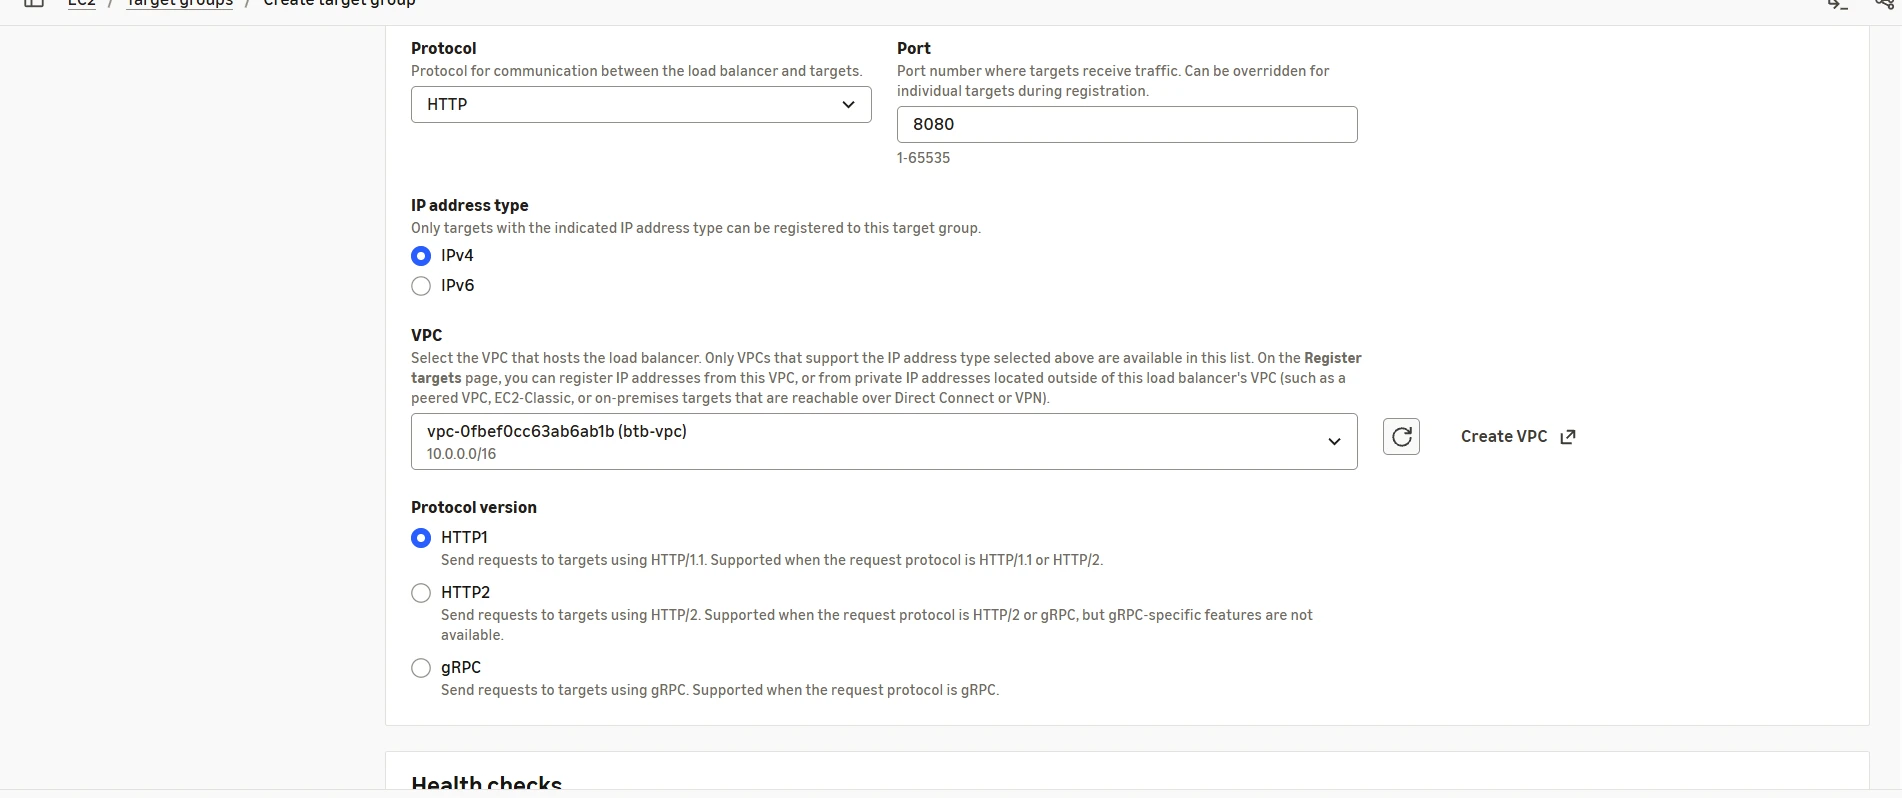 EC2 / Target groups / Create target group
Protocol
Protocol for communication between the load balancer and targets.
HTTP
Port
Port number where targets receive traffic. Can be overridden for
individual targets during registration.
8080
1-65535
IP address type
Only targets with the indicated IP address type can be registered to this target group.
IPv4
IPv6
VPC
Select the VPC that hosts the load balancer. Only VPCs that support the IP address type selected above are available in this list. On the Register
targets page, you can register IP addresses from this VPC, or from private IP addresses located outside of this load balancer's VPC (such as a
peered VPC, EC2-Classic, or on-premises targets that are reachable over Direct Connect or VPN).
vpc-0fbef0cc63ab6ab1b (btb-vpc)
10.0.0.0/16
Create VPC
Protocol version
HTTP1
Send requests to targets using HTTP/1.1. Supported when the request protocol is HTTP/1.1 or HTTP/2.
HTTP2
Send requests to targets using HTTP/2. Supported when the request protocol is HTTP/2 or gRPC, but gRPC-specific features are not
available.
gRPC
Send requests to targets using gRPC. Supported when the request protocol is gRPC.
Health checks